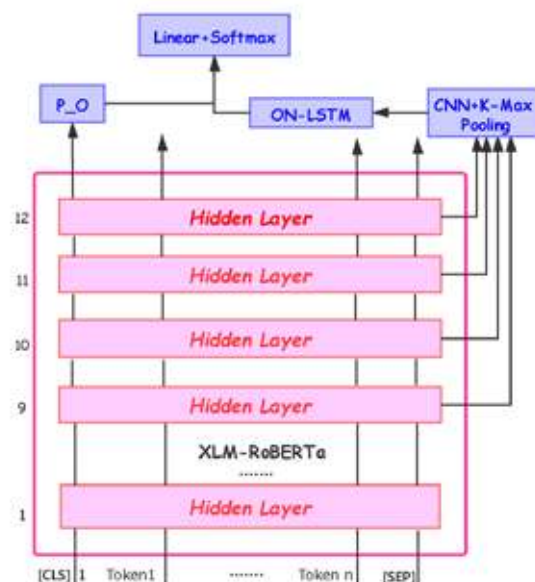 Linear+Softmax
P_O
ON-LSTM
CNN+K-Max
Pooling
12
Hidden Layer
11
Hidden Layer
10
Hidden Layer
9
Hidden Layer
XLM-RoBERTa
.......
1
Hidden Layer
[CLS] 1 Token1 ....... Token n [SEP]